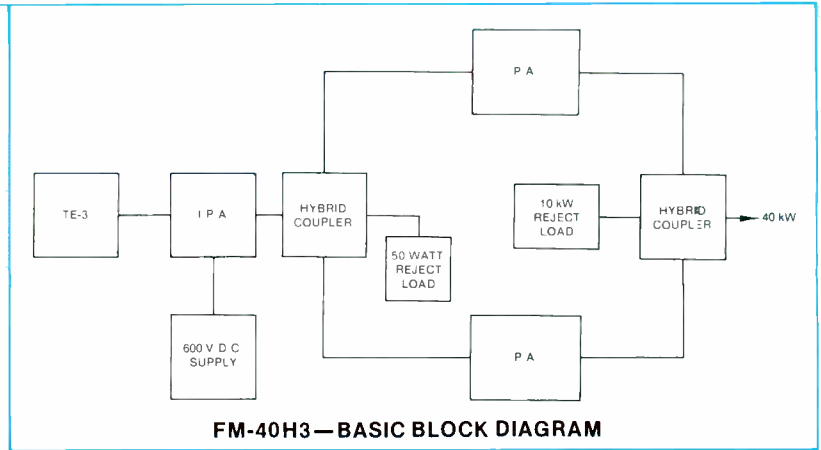 P A
TE-3
I P A
HYBRID
COUPLER
50 WATT
REJECT
LOAD
10 kW
REJECT
LOAD
HYBRID
COUPLER
40 kW
600 V D C
SUPPLY
P A
FM-40H3—BASIC BLOCK DIAGRAM